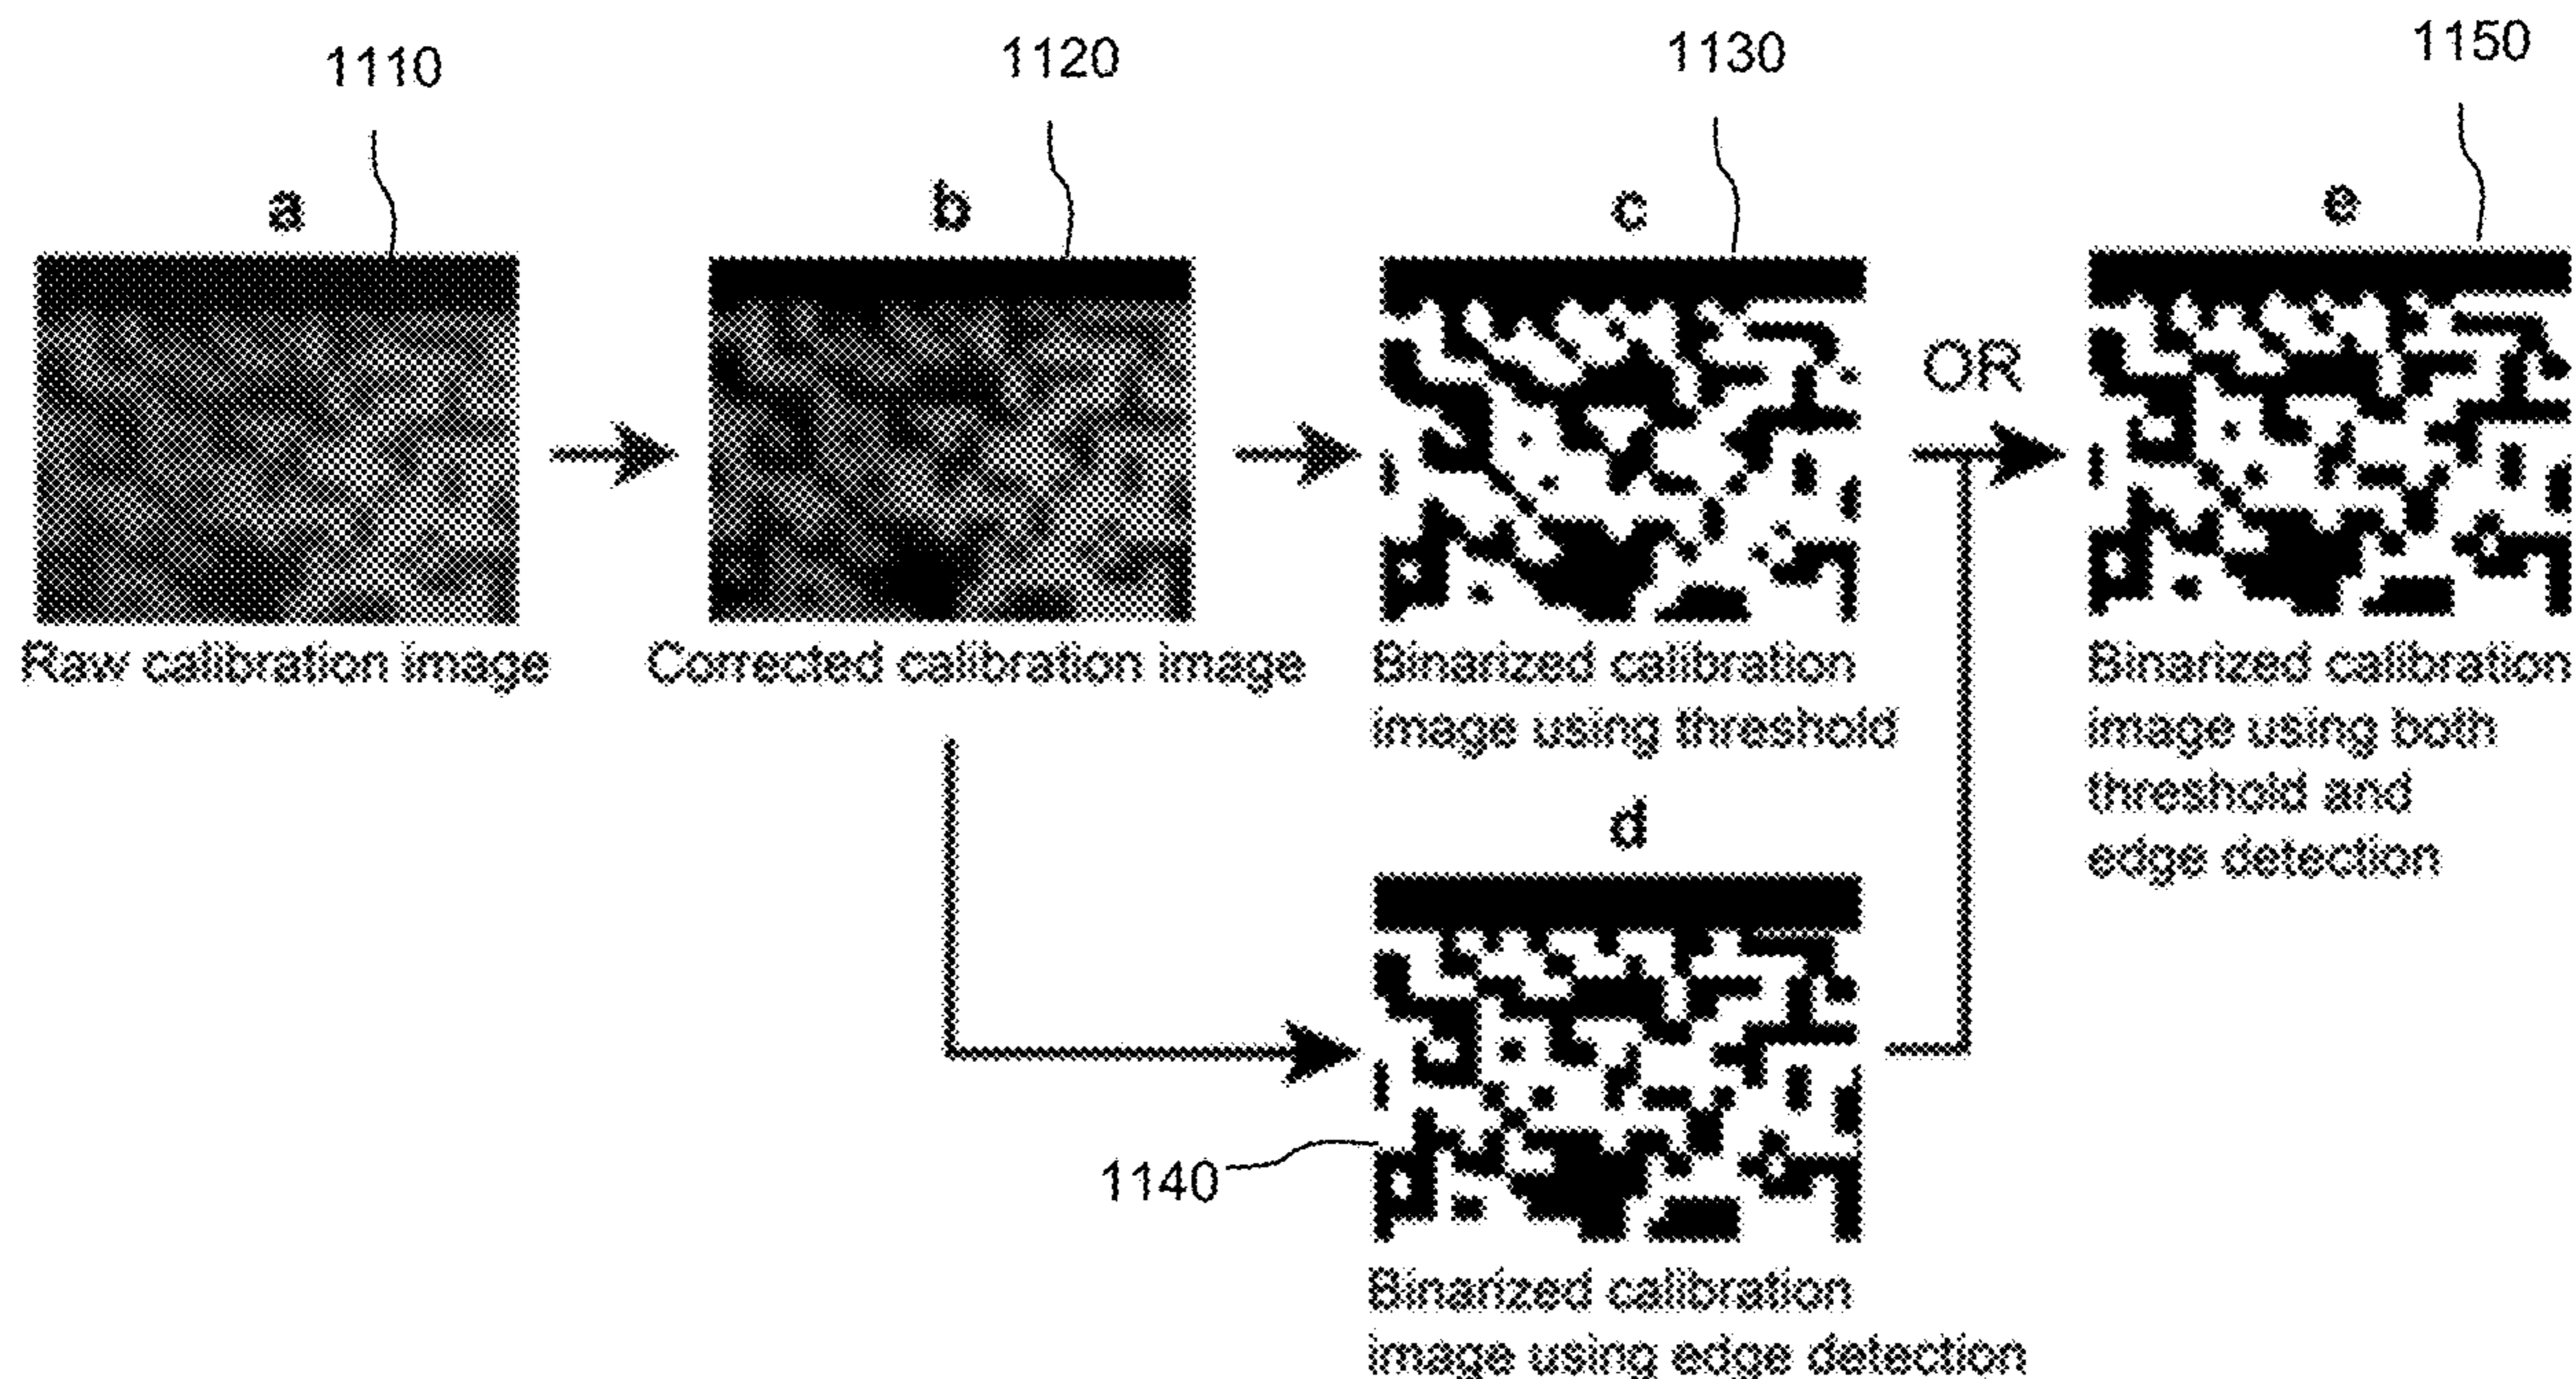 1110
1120
1130
1150
a
b
c
e
OR
Raw calibration image
Corrected calibration image
Binarized calibration
image using threshold
Binarized calibration
image using both
threshold and
edge detection
d
1140
Binarized calibration
image using edge detection